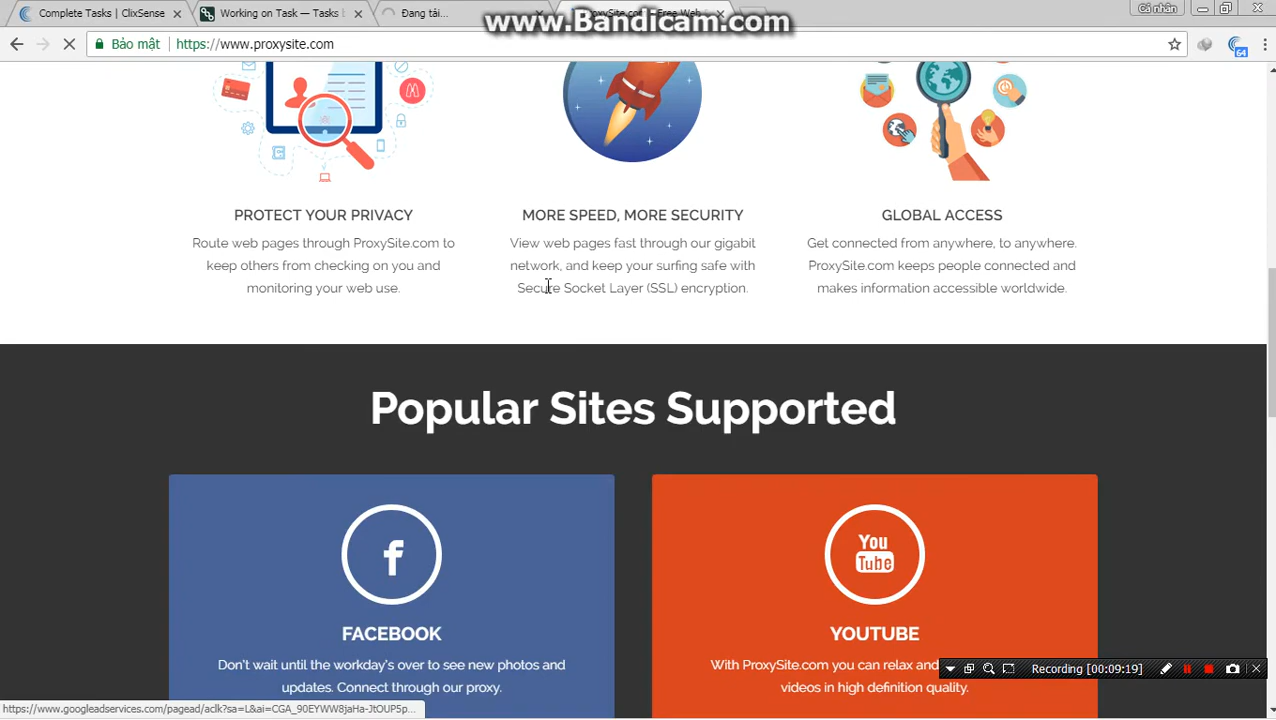 Complete Tasks | ClixSense
Working on Task — Tasks b
Đang tải...
www.Bandicam.com
Cá nhân
Bảo mật
https://www.proxysite.com
64
PROTECT YOUR PRIVACY
Route web pages through ProxySite.com to
keep others from checking on you and
monitoring your web use.
MORE SPEED, MORE SECURITY
View web pages fast through our gigabit
network, and keep your surfing safe with
Secure Socket Layer (SSL) encryption.
GLOBAL ACCESS
Get connected from anywhere, to anywhere.
ProxySite.com keeps people connected and
makes information accessible worldwide.
Popular Sites Supported
f
FACEBOOK
Don't wait until the workday's over to see new photos and
updates. Connect through our proxy.
You
Tube
YOUTUBE
With ProxySite.com you can relax and
videos in high definition quality.
Recording [00:09:19]
https://www.googleadservices.com/pagead/aclk?sa=L&ai=CGA_90EYWW8jaHa-JtOUP5p...